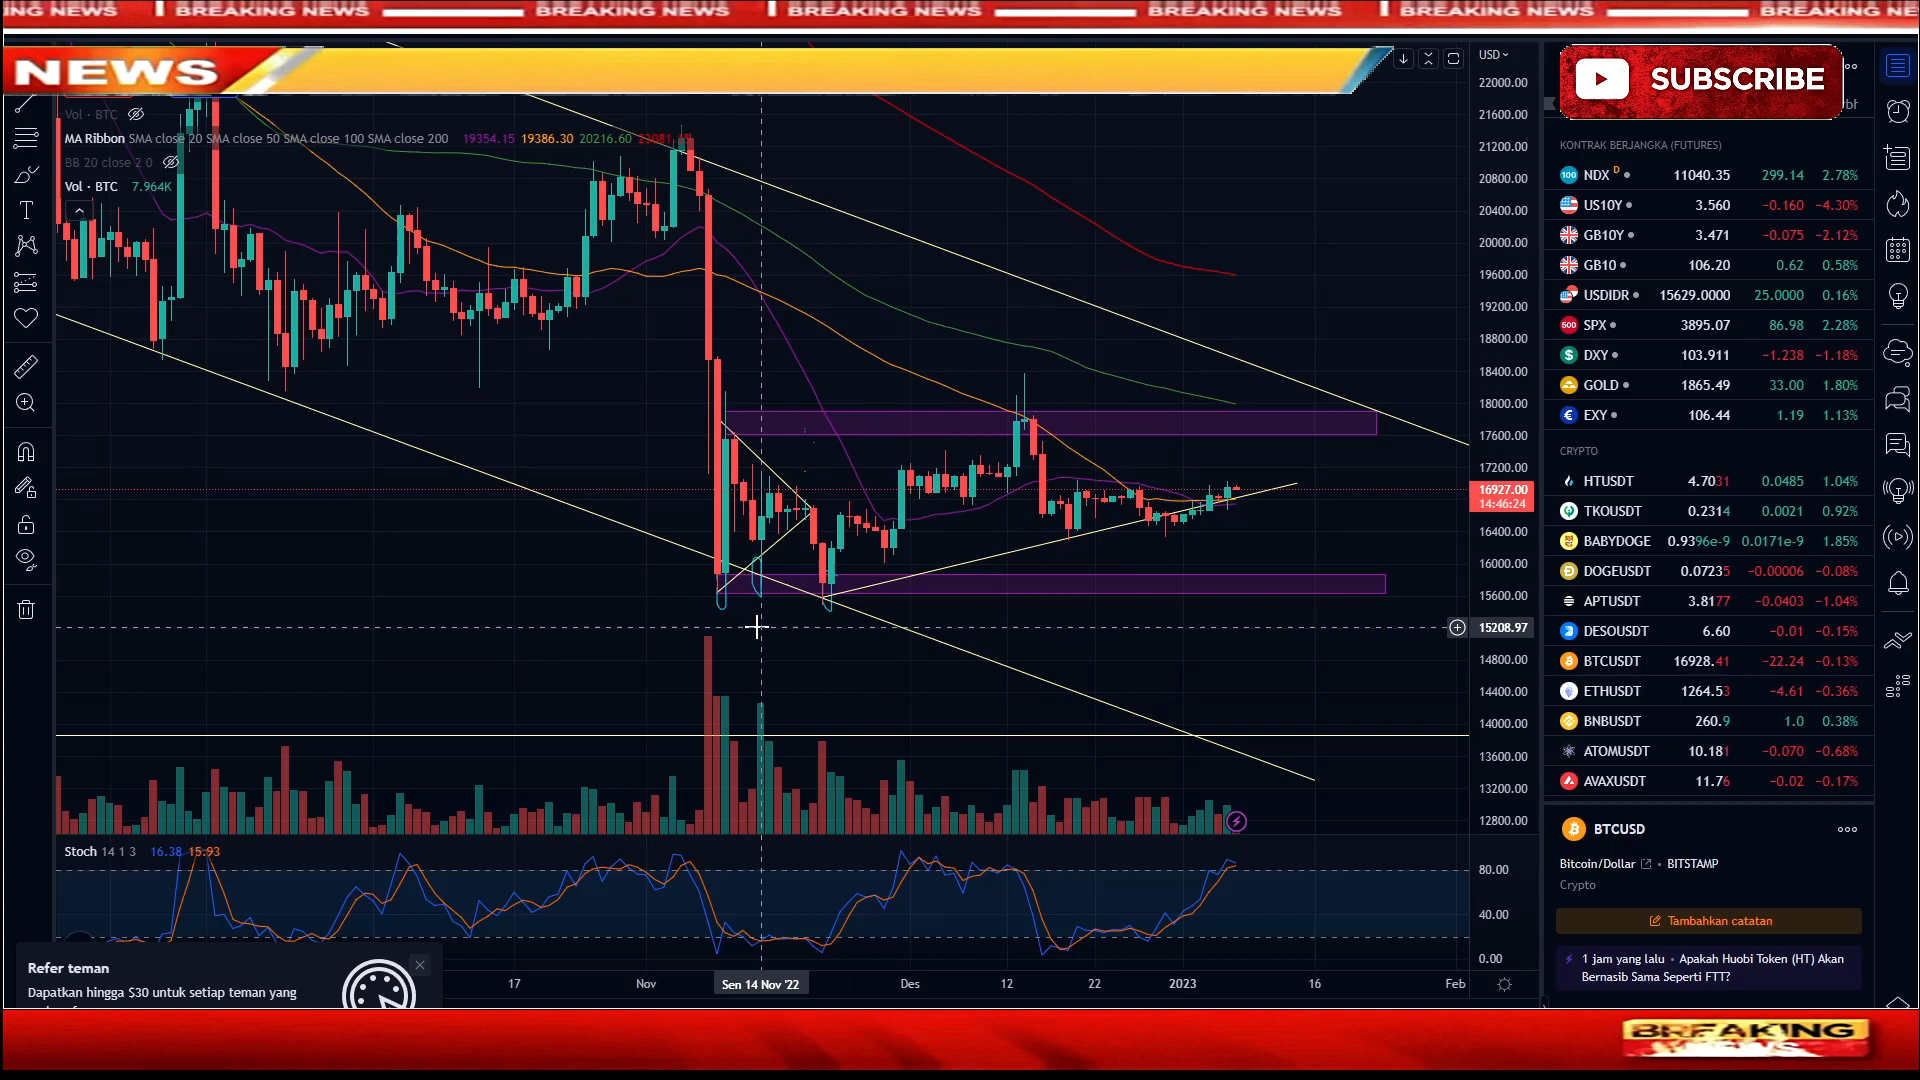 ING NEWS BREAKING NEWS BREAKING NEWS BREAKING NEWS BREAKING NEWS BREAKING NEWS BREAKING NE
NEWS
SUBSCRIBE
USD
Vol · BTC
MA Ribbon SMA close 20 SMA close 50 SMA close 100 SMA close 200 19354.15 19386.30 20216.60
BB 20 close 2 0
Vol · BTC 7.964K
22000.00
21600.00
21200.00
20800.00
20400.00
20000.00
19600.00
19200.00
18800.00
18400.00
18000.00
17600.00
17200.00
16927.00
14:46:24
16400.00
16000.00
15600.00
15208.97
14800.00
14400.00
14000.00
13600.00
13200.00
12800.00
Stoch 14 1 3 16.38 15.93
80.00
40.00
0.00
17 Nov Sen 14 Nov '22 Des 12 22 2023 16 Feb
Refer teman
Dapatkan hingga $30 untuk setiap teman yang
KONTRAK BERJANGKA (FUTURES)
NDX D 11040.35 299.14 2.78%
US10Y 3.560 −0.160 −4.30%
GB10Y 3.471 −0.075 −2.12%
GB10 106.20 0.62 0.58%
USDIDR 15629.0000 25.0000 0.16%
SPX 3895.07 86.98 2.28%
DXY 103.911 −1.238 −1.18%
GOLD 1865.49 33.00 1.80%
EXY 106.44 1.19 1.13%
CRYPTO
HTUSDT 4.7031 0.0485 1.04%
TKOUSDT 0.2314 0.0021 0.92%
BABYDOGE 0.9396e-9 0.0171e-9 1.85%
DOGEUSDT 0.07235 −0.00006 −0.08%
APTUSDT 3.8177 −0.0403 −1.04%
DESOUSDT 6.60 −0.01 −0.15%
BTCUSDT 16928.41 −22.24 −0.13%
ETHUSDT 1264.53 −4.61 −0.36%
BNBUSDT 260.9 1.0 0.38%
ATOMUSDT 10.181 −0.070 −0.68%
AVAXUSDT 11.76 −0.02 −0.17%
BTCUSD
Bitcoin/Dollar • BITSTAMP
Crypto
Tambahkan catatan
1 jam yang lalu • Apakah Huobi Token (HT) Akan
Bernasib Sama Seperti FTT?
BREAKING
NEWS